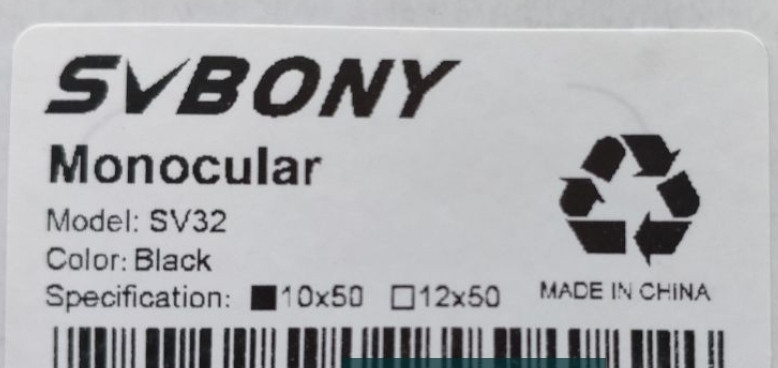 SVBONY
Monocular
Model: SV32
Color: Black
Specification: ■10x50 □12x50
MADE IN CHINA